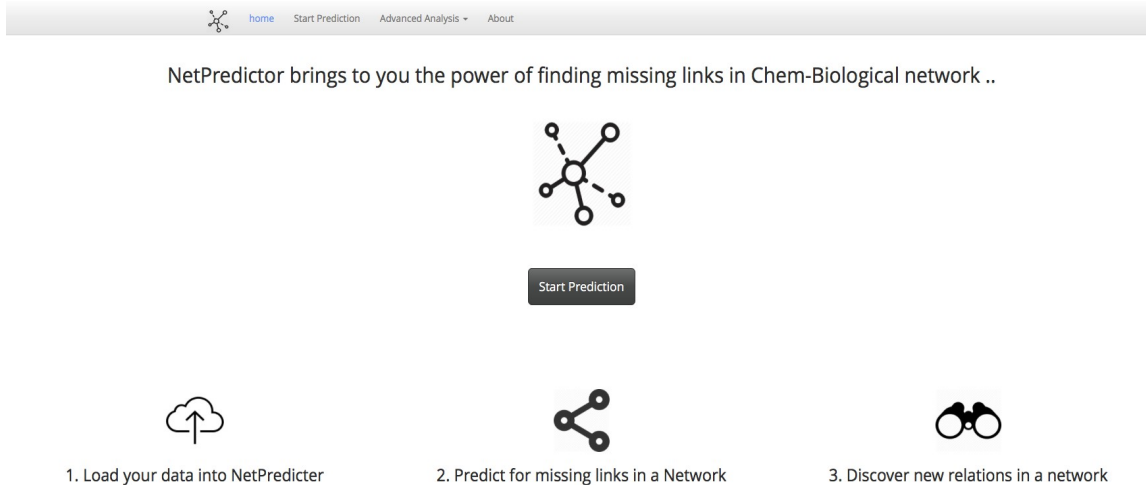 home Start Prediction Advanced Analysis About
NetPredictor brings to you the power of finding missing links in Chem-Biological network ..
Start Prediction
1. Load your data into NetPredicter 2. Predict for missing links in a Network 3. Discover new relations in a network